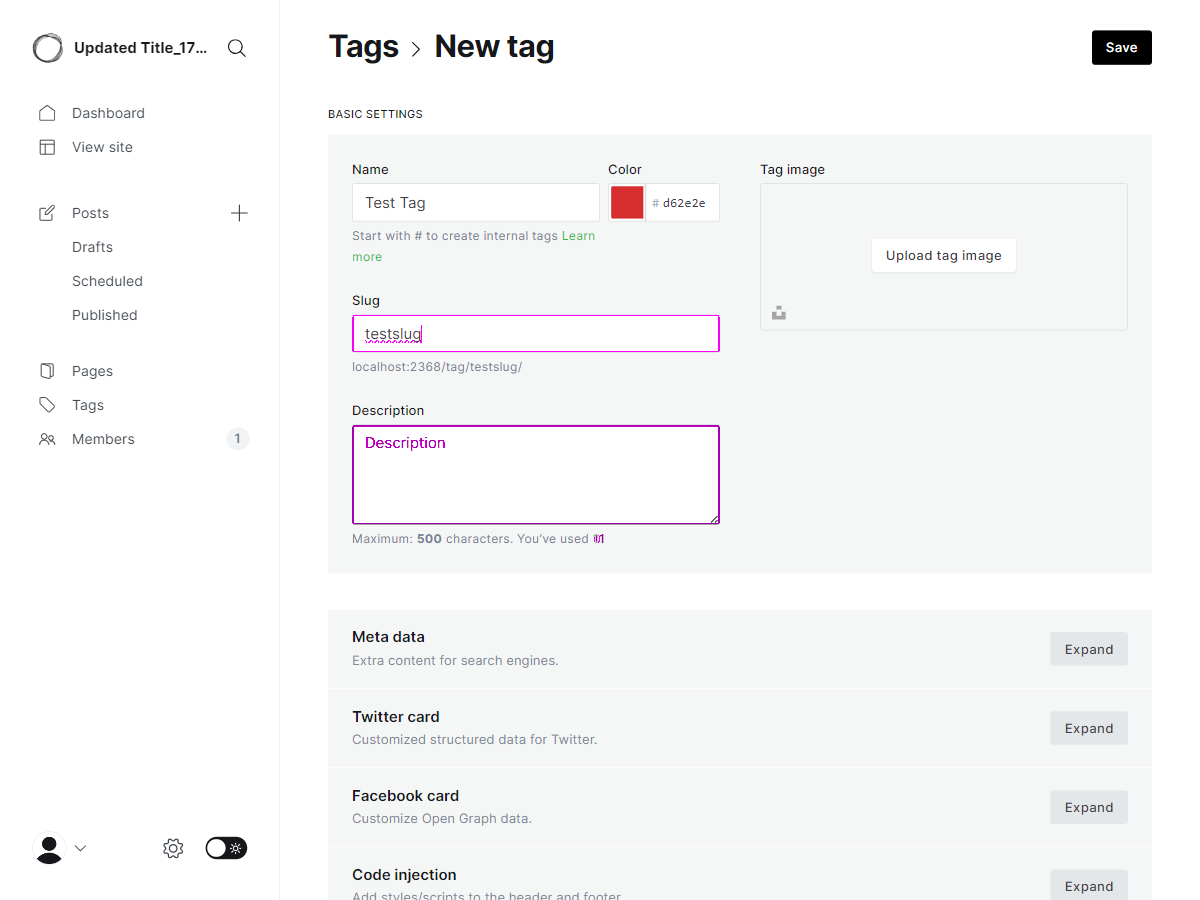 Updated Title_17...
Dashboard
View site
Posts
Drafts
Scheduled
Published
Pages
Tags
Members
1
Tags > New tag
Save
BASIC SETTINGS
Name
Color
Tag image
Test Tag
# d62e2e
Start with # to create internal tags Learn
more
Upload tag image
Slug
testslug
localhost:2368/tag/testslug/
Description
Description
Maximum: 500 characters. You've used
Meta data
Extra content for search engines.
Expand
Twitter card
Customized structured data for Twitter.
Expand
Facebook card
Customize Open Graph data.
Expand
Code injection
Add styles/scripts to the header and footer.
Expand